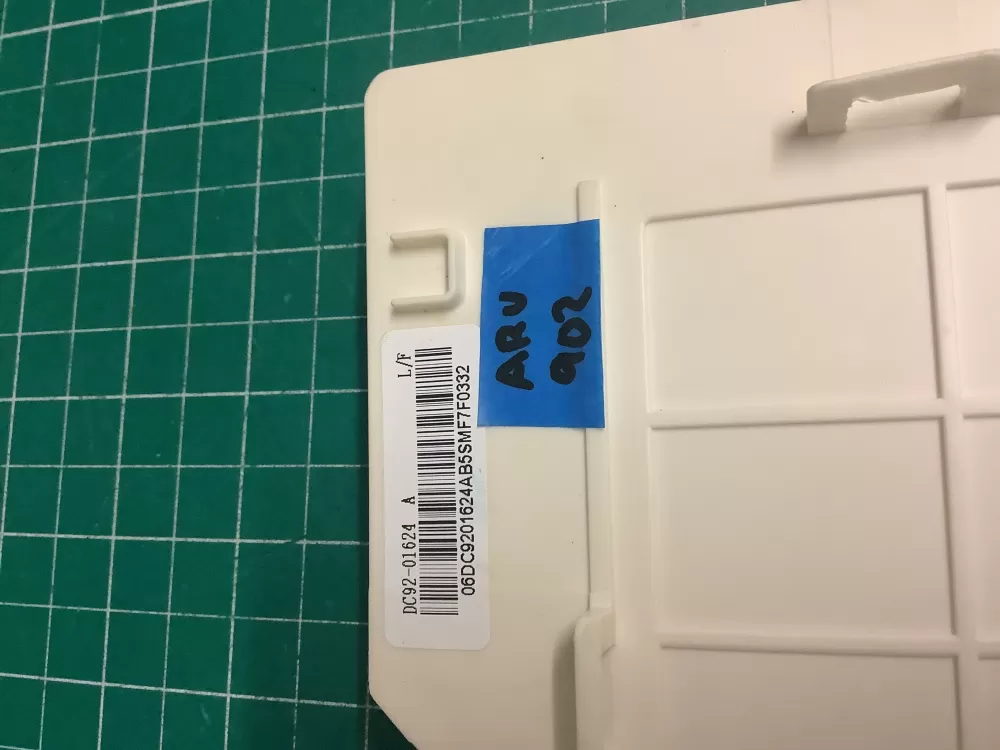 DC92-01624 A L/F
06DC9201624AB5SMF7F0332
ARU
902